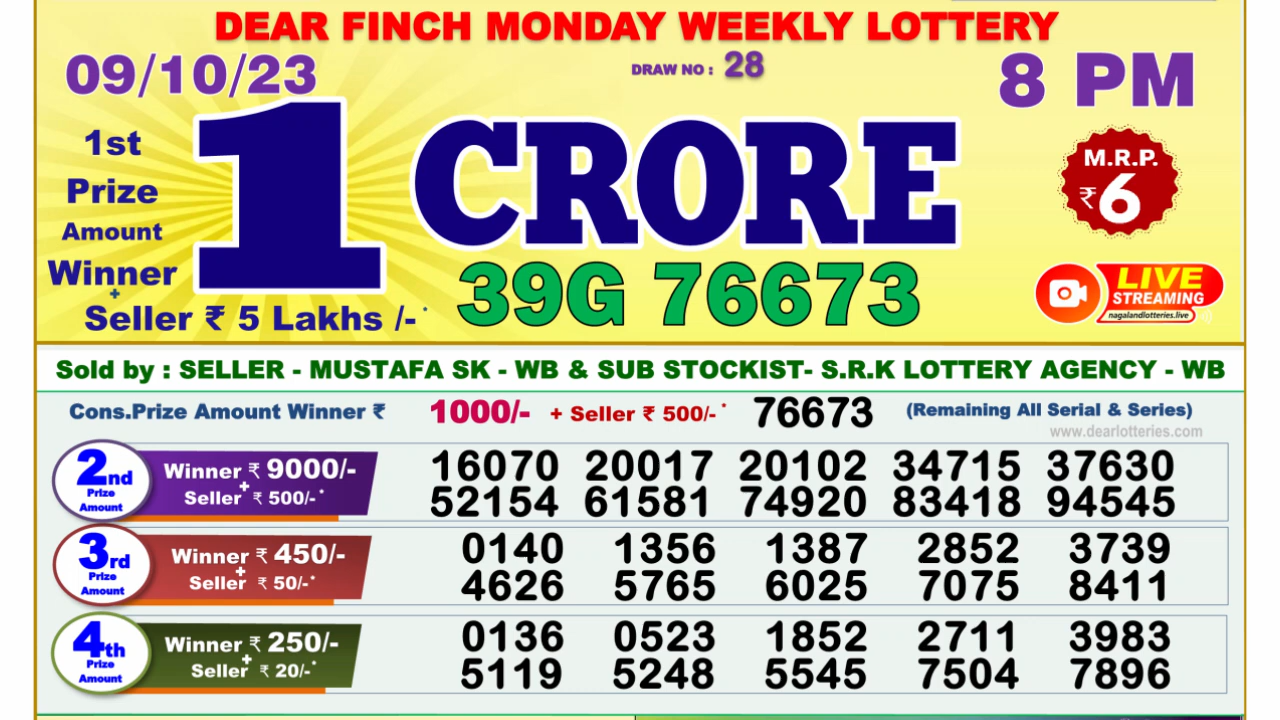 DEAR FINCH MONDAY WEEKLY LOTTERY
09/10/23
DRAW NO : 28
8 PM
1st
Prize
Amount
Winner
+
Seller ₹ 5 Lakhs /-*
1 CRORE
39G 76673
M.R.P.
₹6
LIVE
STREAMING
nagalandlotteries.live
Sold by : SELLER - MUSTAFA SK - WB & SUB STOCKIST- S.R.K LOTTERY AGENCY - WB
Cons.Prize Amount Winner ₹ 1000/- + Seller ₹ 500/-* 76673 (Remaining All Serial & Series)
www.dearlotteries.com
2nd
Prize
Amount
Winner ₹ 9000/-
+
Seller ₹ 500/-*
16070 20017 20102 34715 37630
52154 61581 74920 83418 94545
3rd
Prize
Amount
Winner ₹ 450/-
+
Seller ₹ 50/-*
0140 1356 1387 2852 3739
4626 5765 6025 7075 8411
4th
Prize
Amount
Winner ₹ 250/-
+
Seller ₹ 20/-*
0136 0523 1852 2711 3983
5119 5248 5545 7504 7896